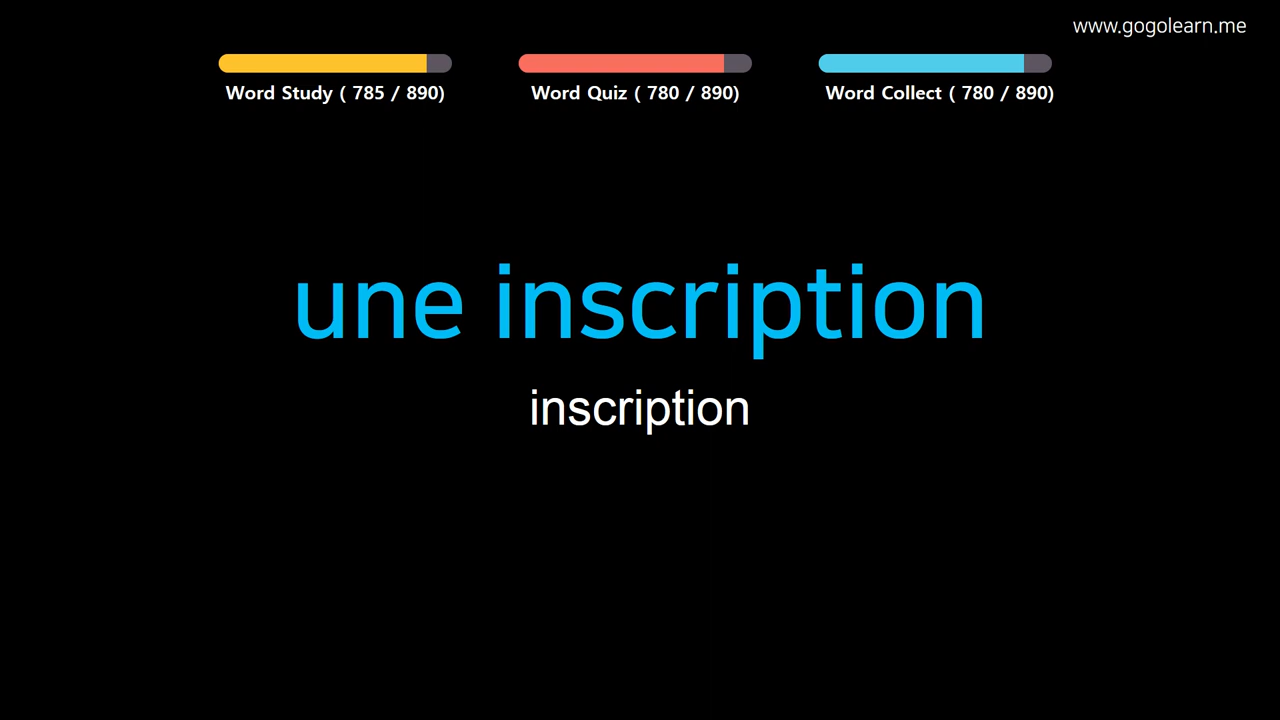 www.gogolearn.me
Word Study ( 785 / 890)
Word Quiz ( 780 / 890)
Word Collect ( 780 / 890)
une inscription
inscription